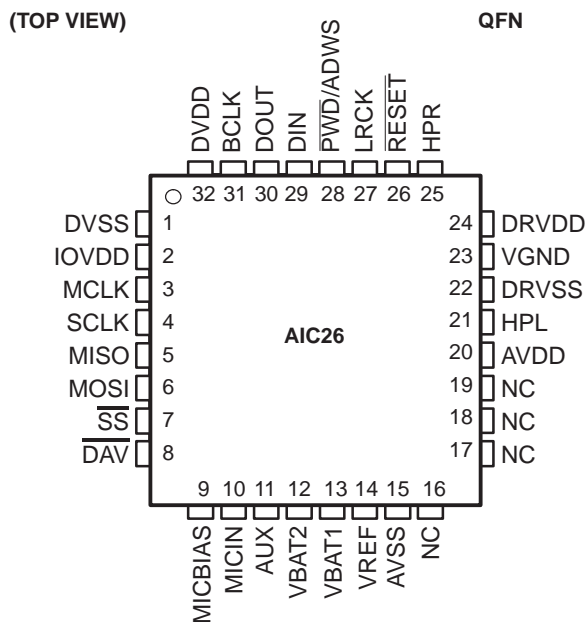 (TOP VIEW)
QFN
DVDD
BCLK
DOUT
DIN
PWD/ADWS
LRCK
RESET
HPR
32 31 30 29 28 27 26 25
DVSS 1
IOVDD 2
MCLK 3
SCLK 4
MISO 5
MOSI 6
SS 7
DAV 8
AIC26
24 DRVDD
23 VGND
22 DRVSS
21 HPL
20 AVDD
19 NC
18 NC
17 NC
9 10 11 12 13 14 15 16
MICBIAS
MICIN
AUX
VBAT2
VBAT1
VREF
AVSS
NC